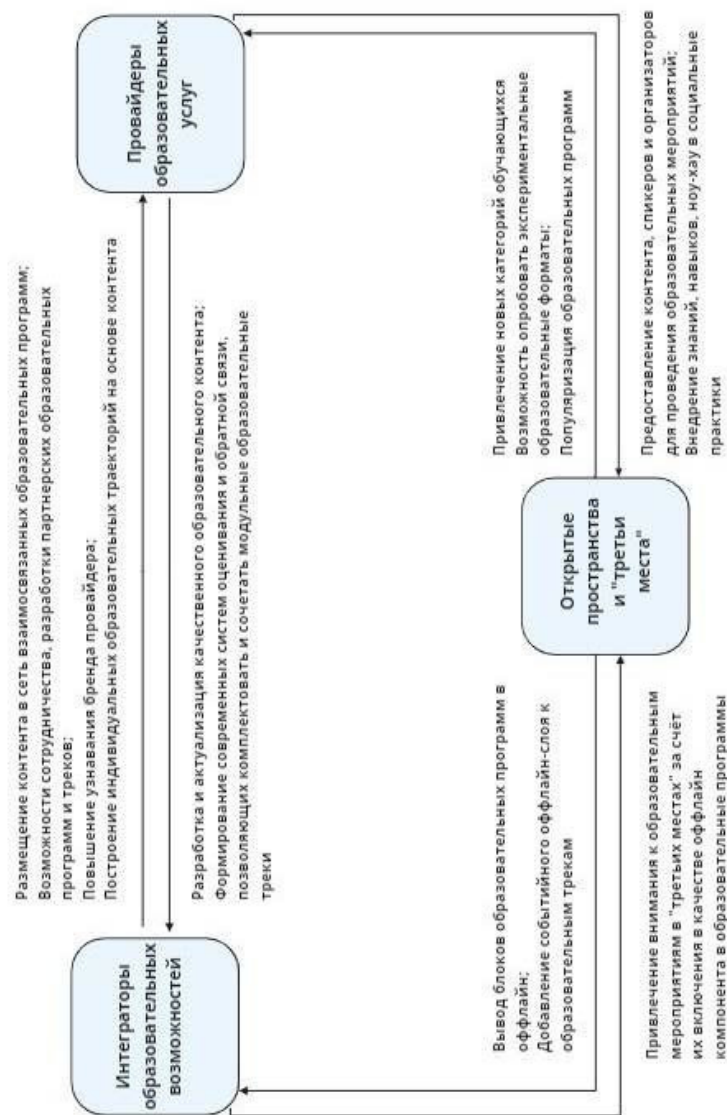 Размещение контента в сеть взаимосвязанных образовательных программ;
Возможности сотрудничества, разработки партнерских образовательных
программ и треков;
Повышение узнавания бренда провайдера;
Построение индивидуальных образовательных траекторий на основе контента
Интеграторы
образовательных
возможностей
Провайдеры
образовательных
услуг
Разработка и актуализация качественного образовательного контента;
Формирование современных систем оценивания и обратной связи,
позволяющих комплектовать и сочетать модульные образовательные
треки
Вывод блоков образовательных программ в
оффлайн;
Добавление событийного оффлайн-слоя к
образовательным трекам
Привлечение новых категорий обучающихся
Возможность опробовать экспериментальные
образовательные форматы;
Популяризация образовательных программ
Открытые
пространства
и "третьи
места"
Привлечение внимания к образовательным
мероприятиям в "третьих местах" за счёт
их включения в качестве оффлайн
компонента в образовательные программы
Предоставление контента, спикеров и организаторов
для проведения образовательных мероприятий;
Внедрение знаний, навыков, ноу-хау в социальные
практики